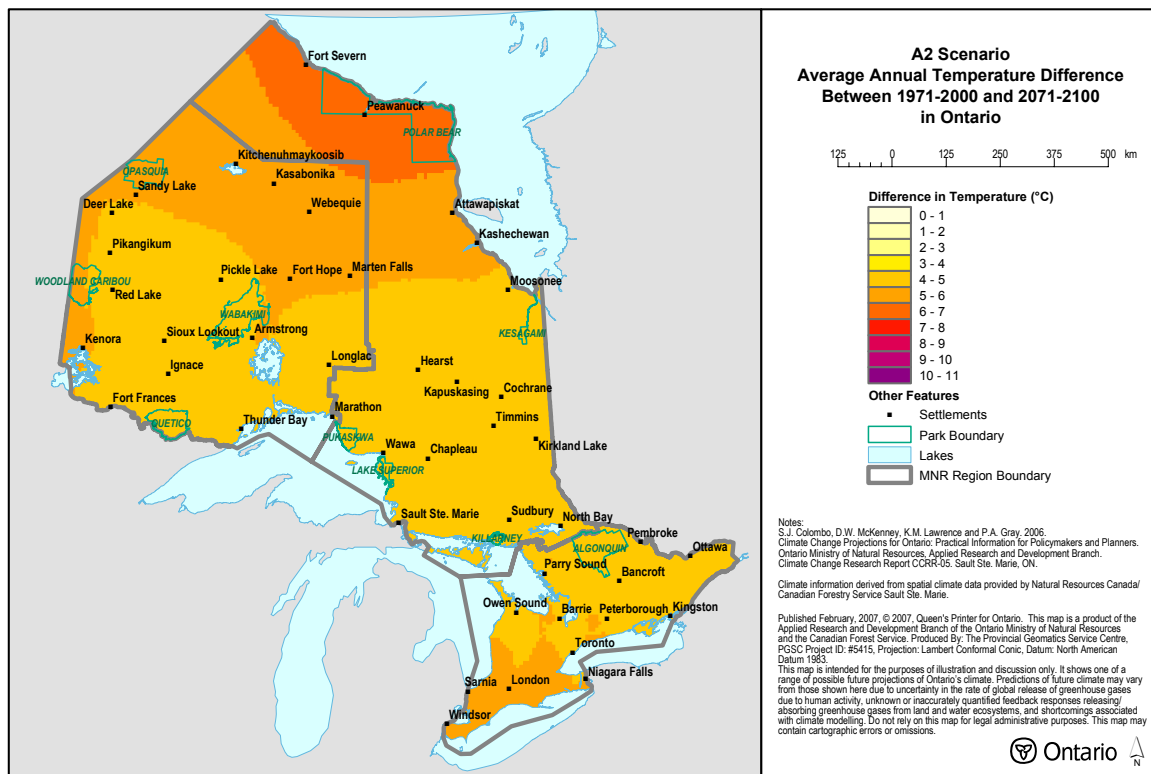 Fort Severn
Peawanuck
POLAR BEAR
Kitchenuhmaykoosib
OPASQUIA
Kasabonika
Sandy Lake
Deer Lake
Webequie
Attawapiskat
Kashechewan
Pikangikum
Pickle Lake
Fort Hope
Marten Falls
WOODLAND CARIBOU
Red Lake
Moosonee
WABAKIMI
Sioux Lookout
Armstrong
KESAGAMI
Kenora
Ignace
Longlac
Hearst
Kapuskasing
Cochrane
Fort Frances
QUETICO
Thunder Bay
Marathon
Timmins
PUKASKWA
Kirkland Lake
Wawa
Chapleau
LAKE SUPERIOR
Sault Ste. Marie
Sudbury
North Bay
KILLARNEY
Pembroke
ALGONQUIN
Ottawa
Parry Sound
Bancroft
Owen Sound
Barrie
Peterborough
Kingston
Toronto
Niagara Falls
Sarnia
London
Windsor
A2 Scenario
Average Annual Temperature Difference
Between 1971-2000 and 2071-2100
in Ontario
125 0 125 250 375 500 km
Difference in Temperature (°C)
0 - 1
1 - 2
2 - 3
3 - 4
4 - 5
5 - 6
6 - 7
7 - 8
8 - 9
9 - 10
10 - 11
Other Features
Settlements
Park Boundary
Lakes
MNR Region Boundary
Notes:
S.J. Colombo, D.W. McKenney, K.M. Lawrence and P.A. Gray. 2006.
Climate Change Projections for Ontario: Practical Information for Policymakers and Planners.
Ontario Ministry of Natural Resources, Applied Research and Development Branch.
Climate Change Research Report CCRR-05. Sault Ste. Marie, ON.
Climate information derived from spatial climate data provided by Natural Resources Canada/
Canadian Forestry Service Sault Ste. Marie.
Published February, 2007, © 2007, Queen's Printer for Ontario. This map is a product of the
Applied Research and Development Branch of the Ontario Ministry of Natural Resources
and the Canadian Forest Service. Produced By: The Provincial Geomatics Service Centre,
PGSC Project ID: #5415, Projection: Lambert Conformal Conic, Datum: North American
Datum 1983.
This map is intended for the purposes of illustration and discussion only. It shows one of a
range of possible future projections of Ontario's climate. Predictions of future climate may vary
from those shown here due to uncertainty in the rate of global release of greenhouse gases
due to human activity, unknown or inaccurately quantified feedback responses releasing/
absorbing greenhouse gases from land and water ecosystems, and shortcomings associated
with climate modelling. Do not rely on this map for legal administrative purposes. This map may
contain cartographic errors or omissions.
Ontario
N